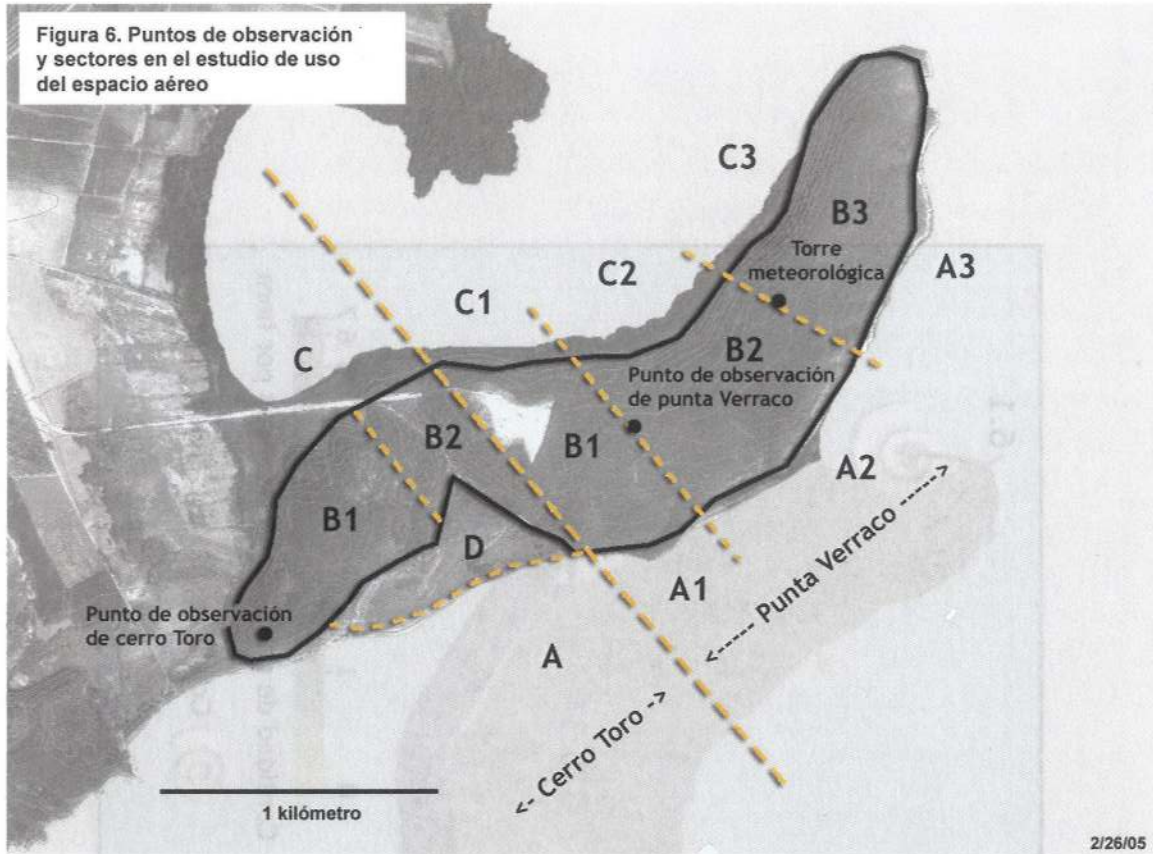 Figura 6. Puntos de observación
y sectores en el estudio de uso
del espacio aéreo
C3
B3
Torre
meteorológica
A3
C2
C1
C
B2
Punto de observación
de punta Verraco
B2
B1
A2
B1
D
Punta Verraco
A1
Punto de observación
de cerro Toro
A
Cerro Toro
1 kilómetro
2/26/05